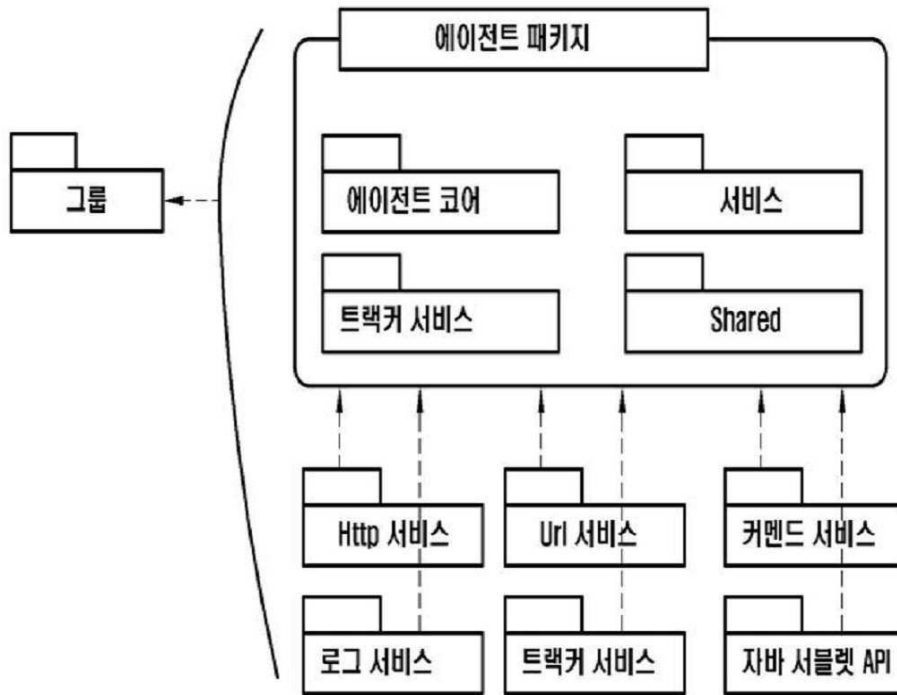 에이전트 패키지
그룹
에이전트 코어
서비스
트랙커 서비스
Shared
Http 서비스
Url 서비스
커멘드 서비스
로그 서비스
트랙커 서비스
자바 서블렛 API